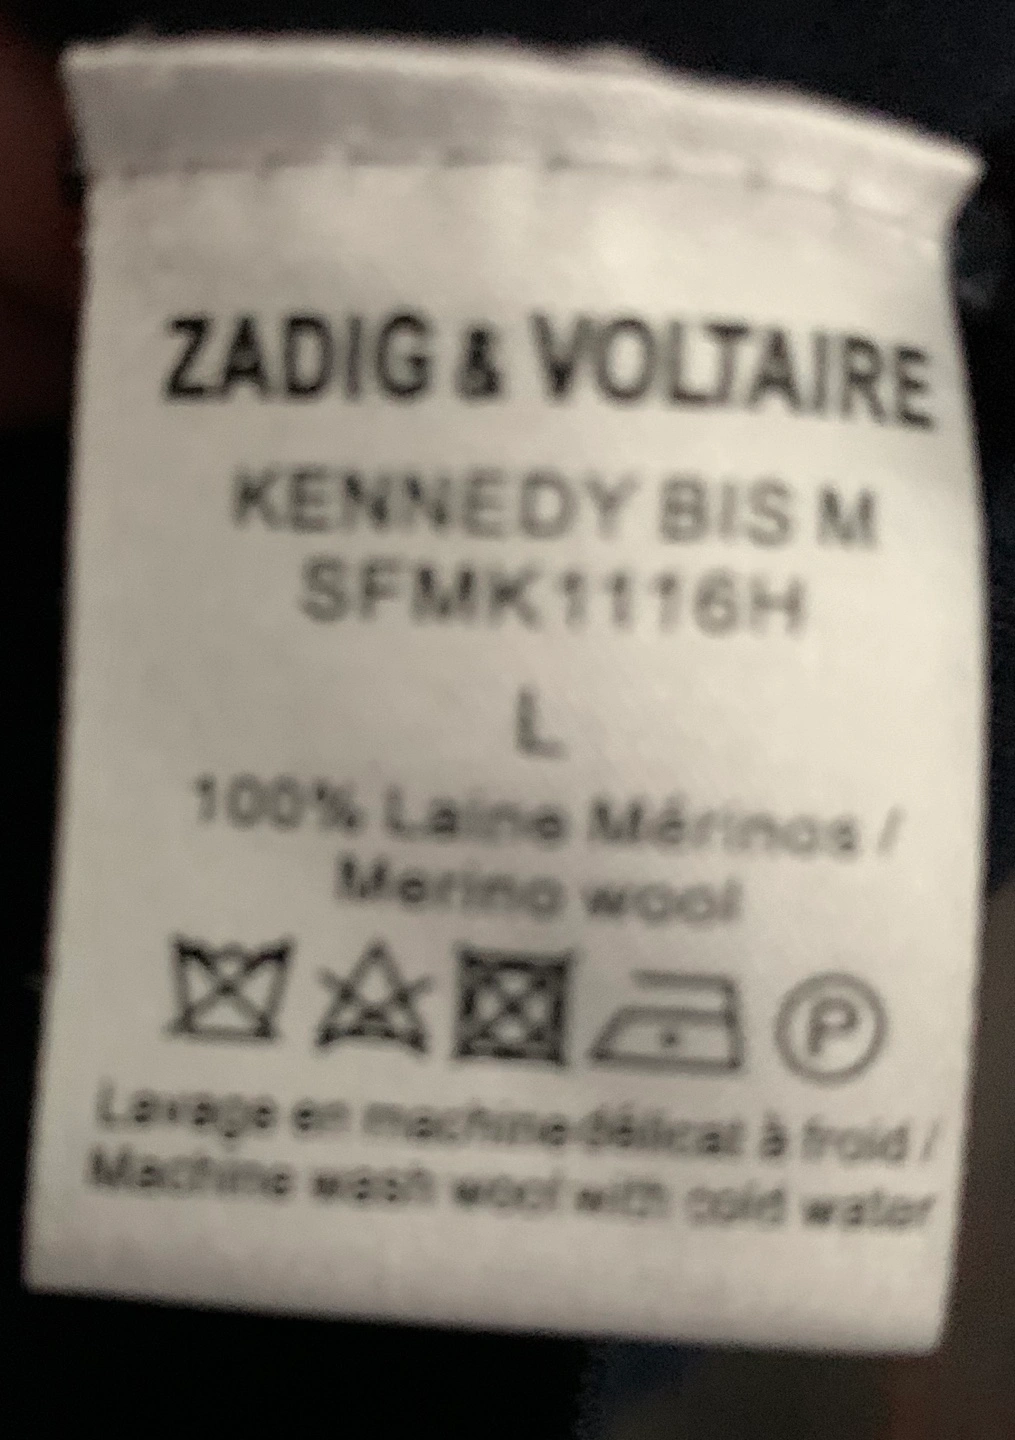 ZADIG & VOLTAIRE
KENNEDY BIS M
SFMK1116H
L
100% Laine Mérinos /
Merino wool
P
Lavage en machine délicat à froid /
Machine wash wool with cold water